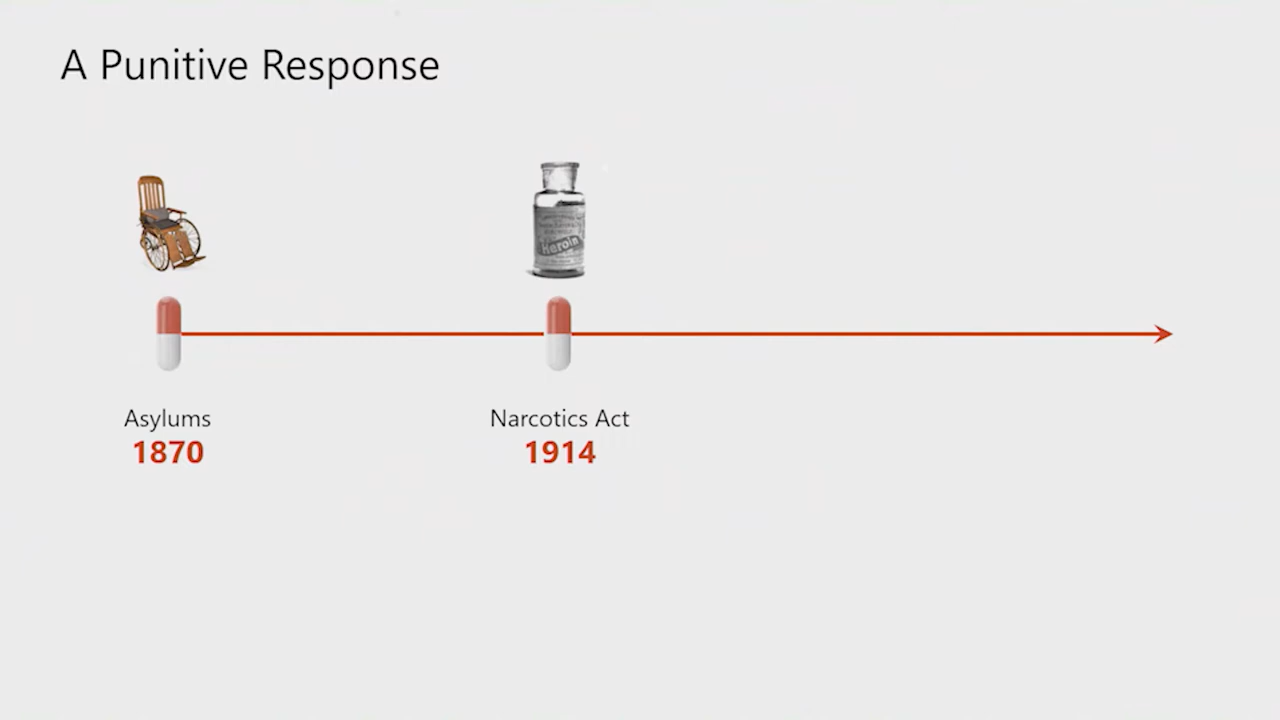 A Punitive Response
Heroin
Asylums
1870
Narcotics Act
1914